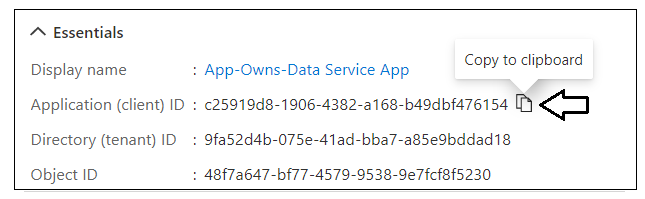 Essentials
Copy to clipboard
Display name : App-Owns-Data Service App
Application (client) ID : c25919d8-1906-4382-a168-b49dbf476154
Directory (tenant) ID : 9fa52d4b-075e-41ad-bba7-a85e9bddad18
Object ID : 48f7a647-bf77-4579-9538-9e7fcf8f5230